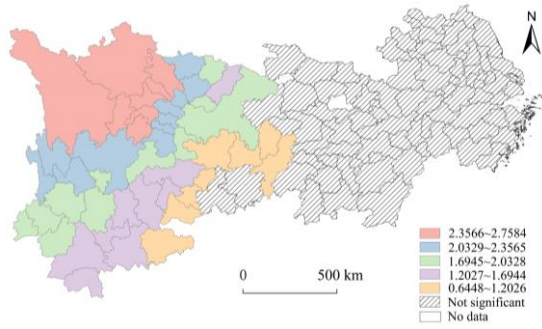 N
2.3566~2.7584
2.0329~2.3565
1.6945~2.0328
1.2027~1.6944
0.6448~1.2026
Not significant
No data
0 500 km